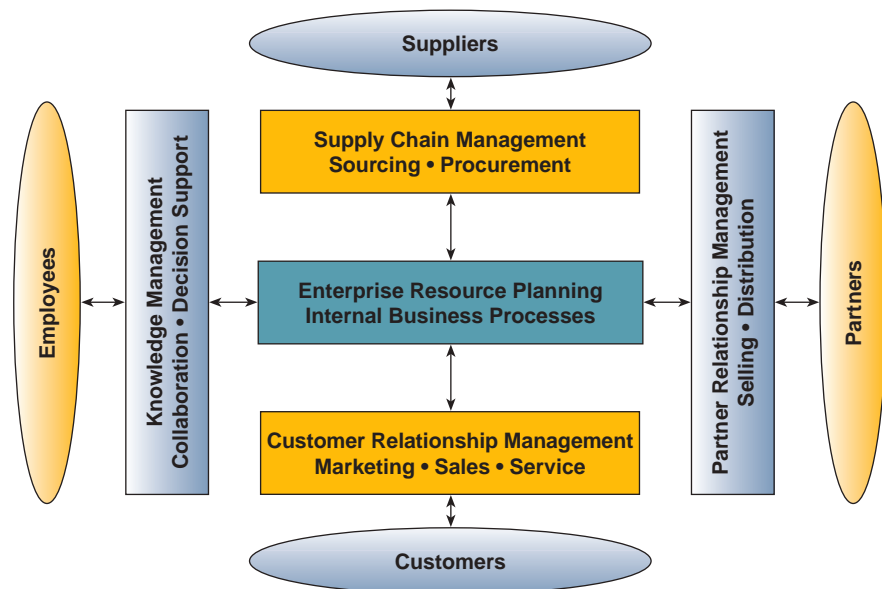 Suppliers
Supply Chain Management
Sourcing • Procurement
Employees
Knowledge Management
Collaboration • Decision Support
Enterprise Resource Planning
Internal Business Processes
Partner Relationship Management
Selling • Distribution
Partners
Customer Relationship Management
Marketing • Sales • Service
Customers